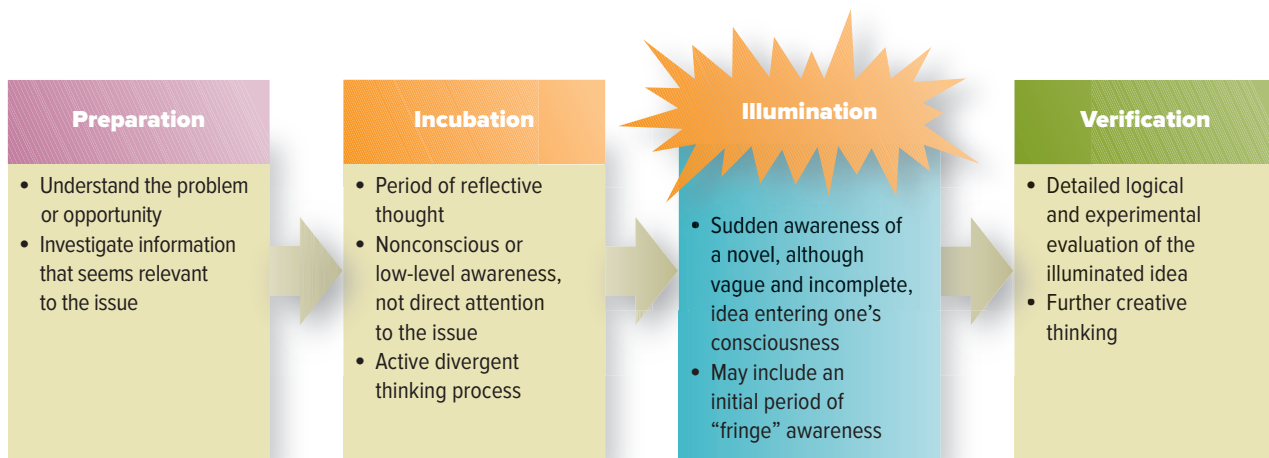 Preparation
• Understand the problem
or opportunity
• Investigate information
that seems relevant
to the issue
Incubation
• Period of reflective
thought
• Nonconscious or
low-level awareness,
not direct attention
to the issue
• Active divergent
thinking process
Illumination
• Sudden awareness of
a novel, although
vague and incomplete,
idea entering one’s
consciousness
• May include an
initial period of
“fringe” awareness
Verification
• Detailed logical
and experimental
evaluation of the
illuminated idea
• Further creative
thinking